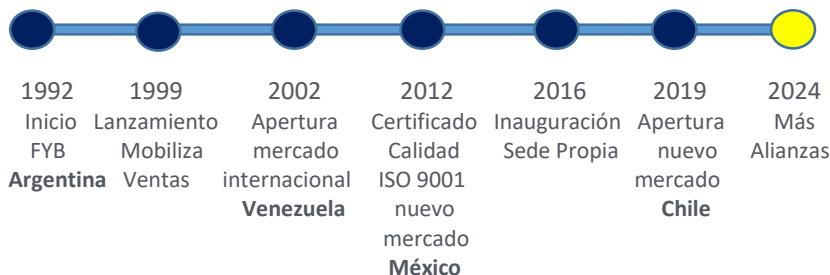 1992
Inicio
FYB
Argentina
1999
Lanzamiento
Mobiliza
Ventas
2002
Apertura
mercado
internacional
Venezuela
2012
Certificado
Calidad
ISO 9001
nuevo
mercado
México
2016
Inauguración
Sede Propia
2019
Apertura
nuevo
mercado
Chile
2024
Más
Alianzas